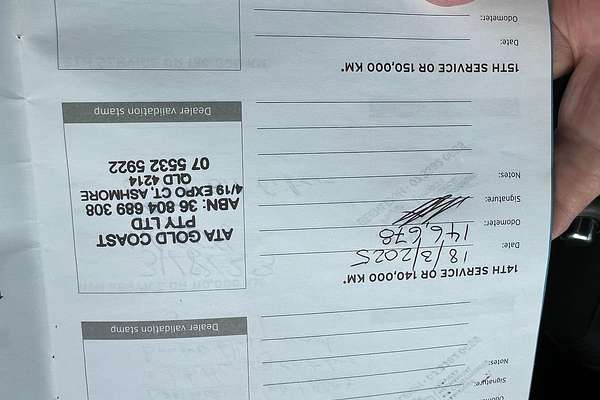 Signature:
Notes:
Dealer validation stamp
14TH SERVICE OR 140,000 KM*
Date: 18/3/2025
Odometer: 146,678
Signature:
Notes:
ATA GOLD COAST
PTY LTD
ABN: 36 804 689 308
4/19 EXPO CT, ASHMORE
QLD 4214
07 5532 5922
Dealer validation stamp
15TH SERVICE OR 150,000 KM*
Date:
Odometer: